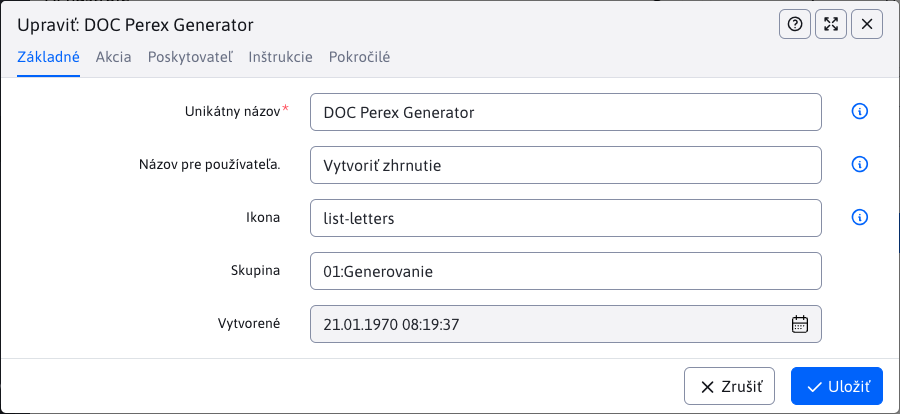 Upraviť: DOC Perex Generator
Základné Akcia Poskytovateľ Inštrukcie Pokročilé
Unikátny názov* DOC Perex Generator
Názov pre používateľa. Vytvoriť zhrnutie
Ikona list-letters
Skupina 01:Generovanie
Vytvorené 21.01.1970 08:19:37
Zrušiť Uložiť